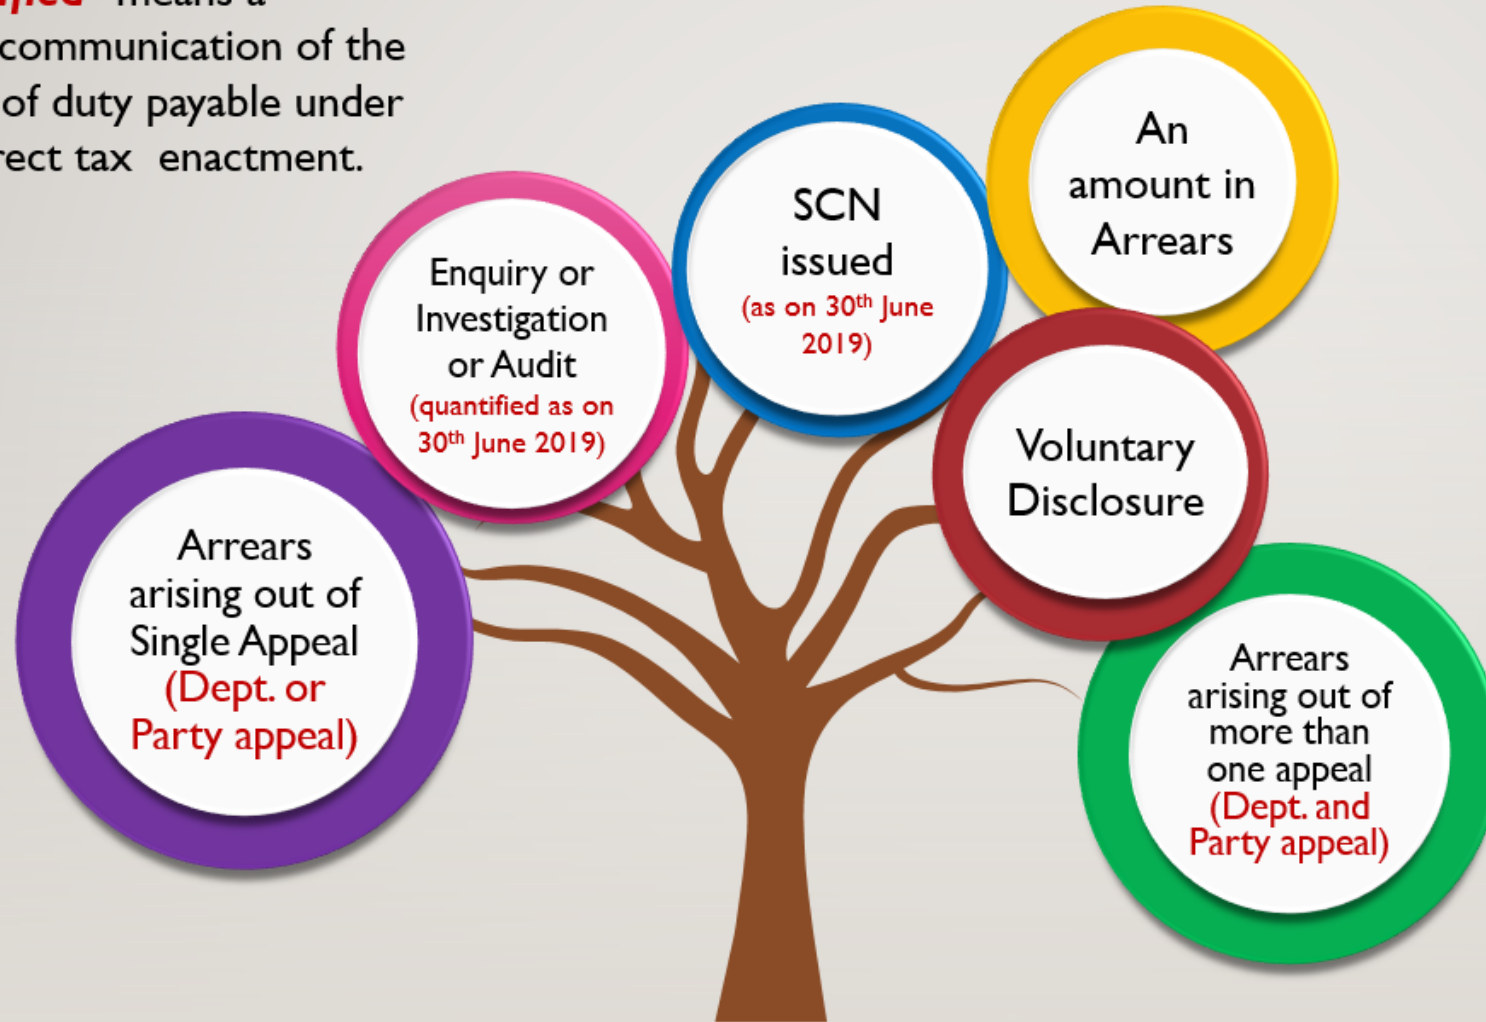 means a
communication of the
of duty payable under
tax enactment.
An
amount in
Arrears
SCN
issued
(as on 30th June
2019)
Enquiry or
Investigation
or Audit
(quantified as on
30th June 2019)
Voluntary
Disclosure
Arrears
arising out of
Single Appeal
(Dept. or
Party appeal)
Arrears
arising out of
more than
one appeal
(Dept. and
Party appeal)